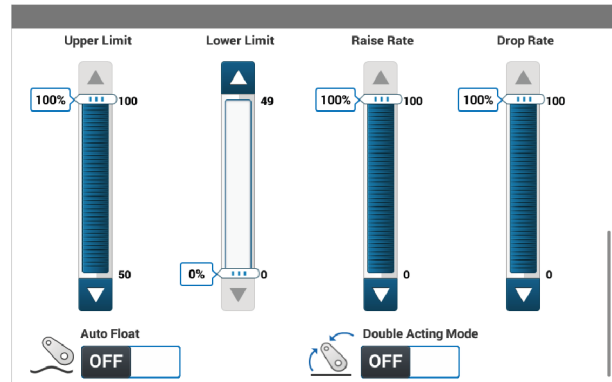 Upper Limit
Lower Limit
Raise Rate
Drop Rate
100%
100
49
100%
100
100%
100
50
0%
0
0
0
Auto Float
OFF
Double Acting Mode
OFF